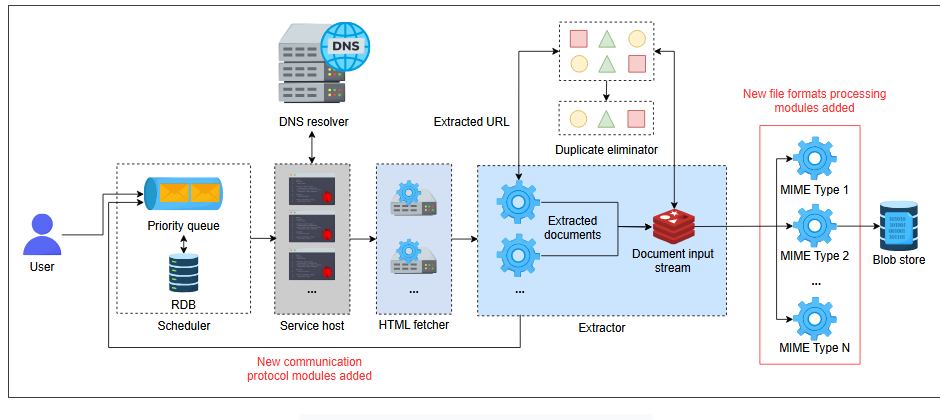 DNS
DNS resolver
Extracted URL
Duplicate eliminator
New file formats processing
modules added
User
Priority queue
RDB
Scheduler
...
Service host
...
HTML fetcher
Extracted
documents
...
Document input
stream
Extractor
MIME Type 1
MIME Type 2
...
MIME Type N
Blob store
New communication
protocol modules added